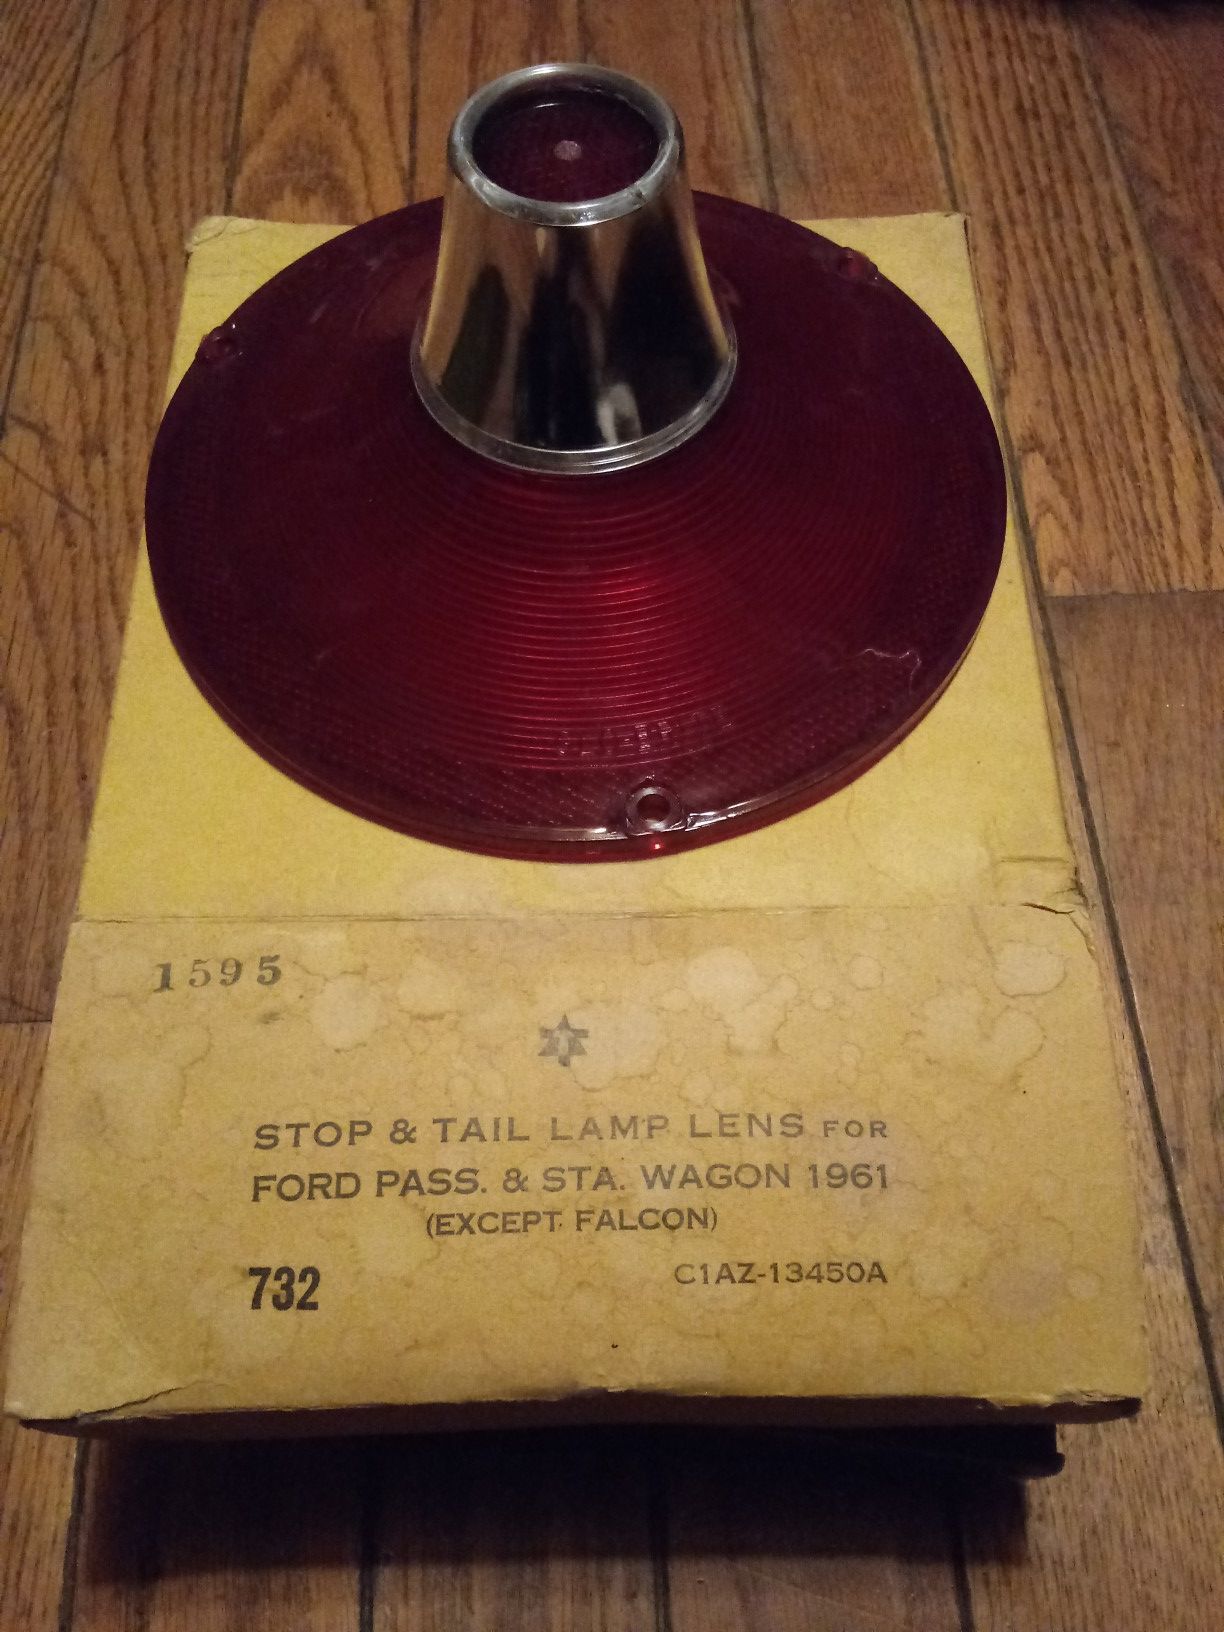 1595
STOP & TAIL LAMP LENS FOR
FORD PASS. & STA. WAGON 1961
(EXCEPT FALCON)
732 C1AZ-13450A